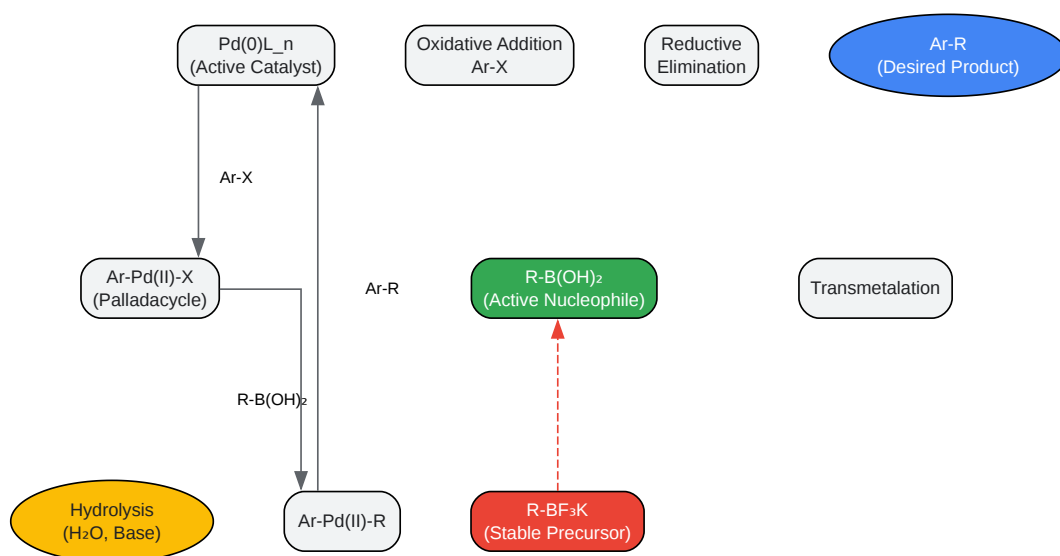 Pd(0)L_n
(Active Catalyst)
Oxidative Addition
Ar-X
Reductive
Elimination
Ar-R
(Desired Product)
Ar-X
Ar-Pd(II)-X
(Palladacycle)
Ar-R
R-B(OH)₂
(Active Nucleophile)
Transmetalation
R-B(OH)₂
Hydrolysis
(H₂O, Base)
Ar-Pd(II)-R
R-BF₃K
(Stable Precursor)